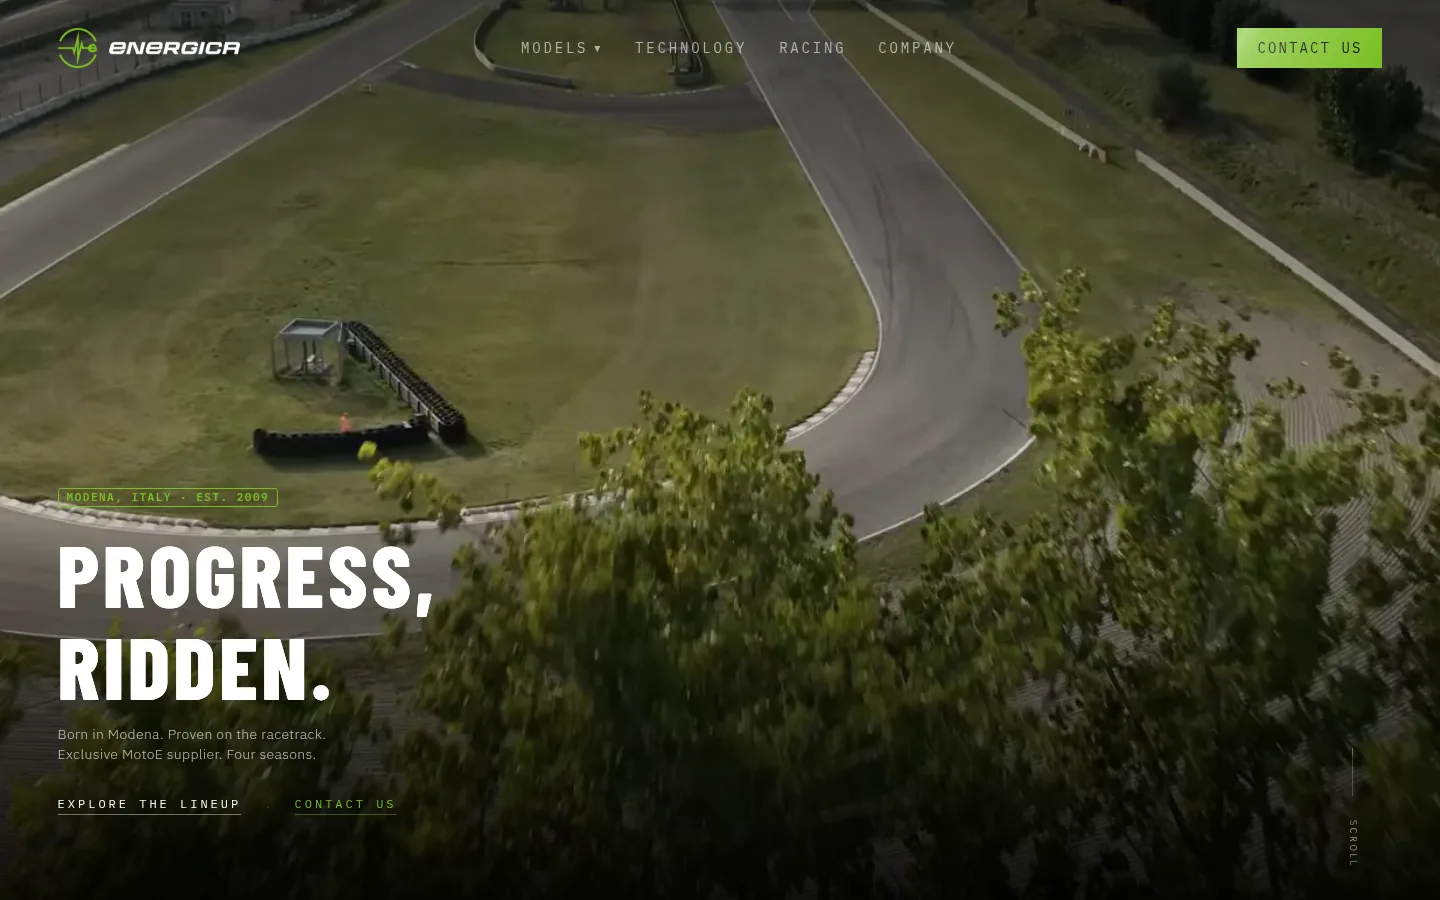 ENERGICA
MODELS ▾ TECHNOLOGY RACING COMPANY
CONTACT US
MODENA, ITALY · EST. 2009
PROGRESS,
RIDDEN.
Born in Modena. Proven on the racetrack.
Exclusive MotoE supplier. Four seasons.
EXPLORE THE LINEUP · CONTACT US
SCROLL